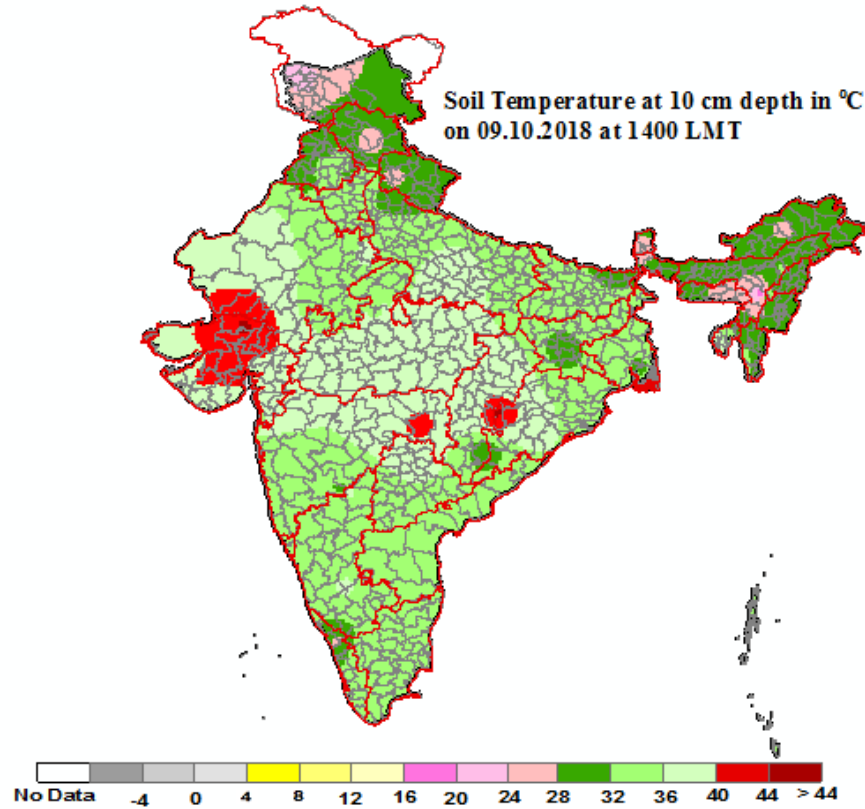 Soil Temperature at 10 cm depth in ⁰C
on 09.10.2018 at 1400 LMT
No Data -4 0 4 8 12 16 20 24 28 32 36 40 44 > 44